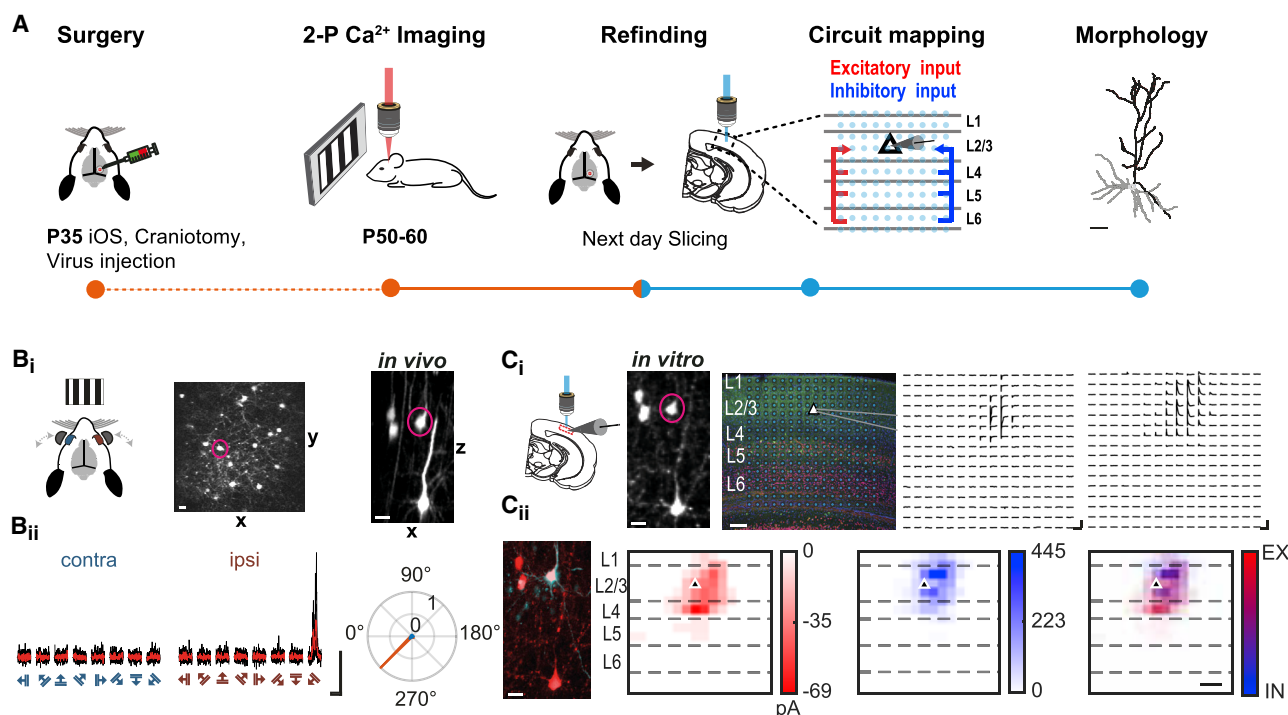 A
Surgery
2-P Ca²⁺ Imaging
Refinding
Circuit mapping
Morphology
Excitatory input
Inhibitory input
L1
L2/3
L4
L5
L6
P35 iOS, Craniotomy,
Virus injection
P50-60
Next day Slicing
Bi
x
y
in vivo
z
x
Ci
in vitro
L1
L2/3
L4
L5
L6
Bii
contra
ipsi
90°
1
0
0°
180°
270°
Cii
L1
L2/3
L4
L5
L6
0
-35
-69
pA
445
223
0
EX
IN